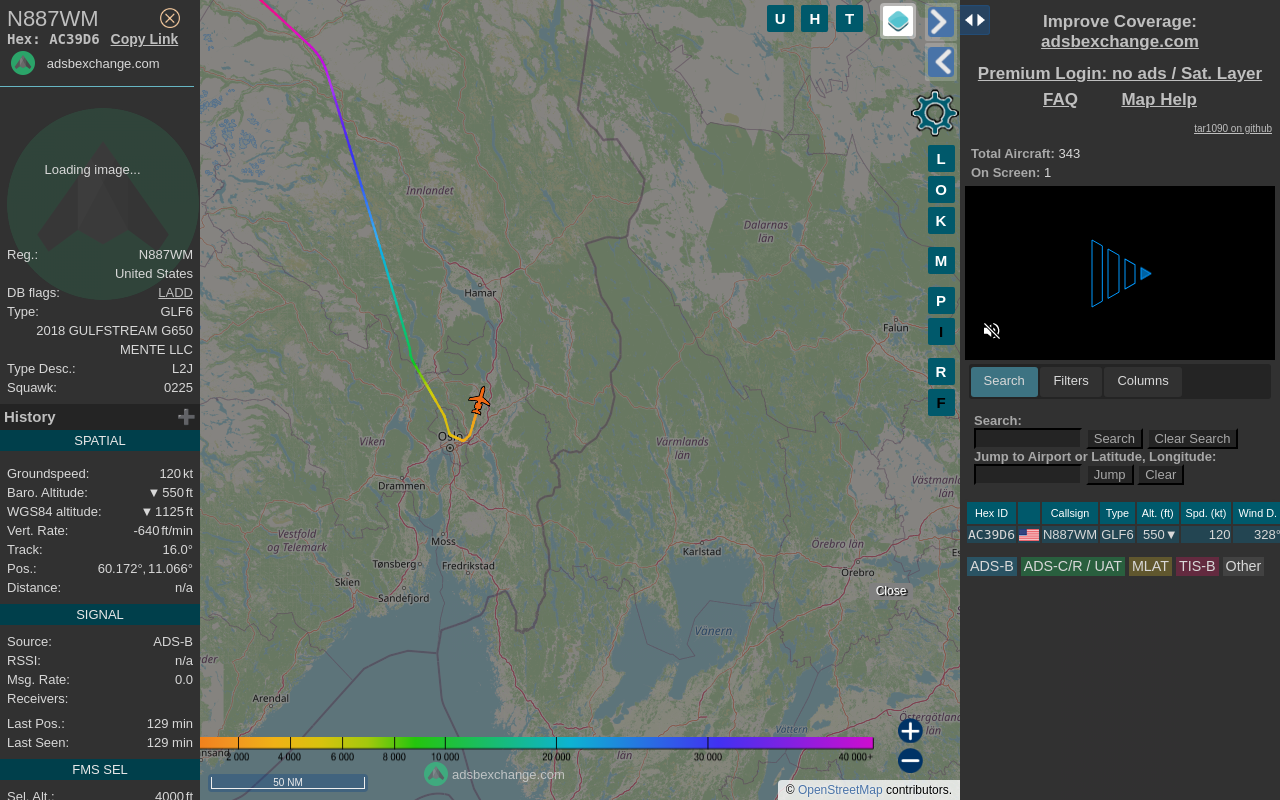 N887WM
Hex: AC39D6 Copy Link
adsbexchange.com
Loading image...
Reg.: N887WM
United States
DB flags: LADD
Type: GLF6
2018 GULFSTREAM G650
MENTE LLC
Type Desc.: L2J
Squawk: 0225
History
SPATIAL
Groundspeed: 120 kt
Baro. Altitude: ▼ 550 ft
WGS84 altitude: ▼ 1125 ft
Vert. Rate: -640 ft/min
Track: 16.0°
Pos.: 60.172°, 11.066°
Distance: n/a
SIGNAL
Source: ADS-B
RSSI: n/a
Msg. Rate: 0.0
Receivers:
Last Pos.: 129 min
Last Seen: 129 min
FMS SEL
Sel. Alt.: 4000 ft
U H T
L
O
K
M
P
I
R
F
Innlandet
Dalarnas
län
Hamar
Falun
Oslo
Viken
Värmlands
län
Drammen
Västmanla
län
Vestfold
og Telemark
Moss
Karlstad
Örebro län
Tønsberg
Fredrikstad
Skien
Örebro
Sandefjord
Close
Vänern
Arendal
Östergötland
län
Vättern
län
2 000 4 000 6 000 8 000 10 000 20 000 30 000 40 000+
adsbexchange.com
50 NM
© OpenStreetMap contributors.
Improve Coverage:
adsbexchange.com
Premium Login: no ads / Sat. Layer
FAQ Map Help
tar1090 on github
Total Aircraft: 343
On Screen: 1
Search Filters Columns
Search:
Search Clear Search
Jump to Airport or Latitude, Longitude:
Jump Clear
Hex ID Callsign Type Alt. (ft) Spd. (kt) Wind D.
AC39D6 N887WM GLF6 550▼ 120 328°
ADS-B ADS-C/R / UAT MLAT TIS-B Other